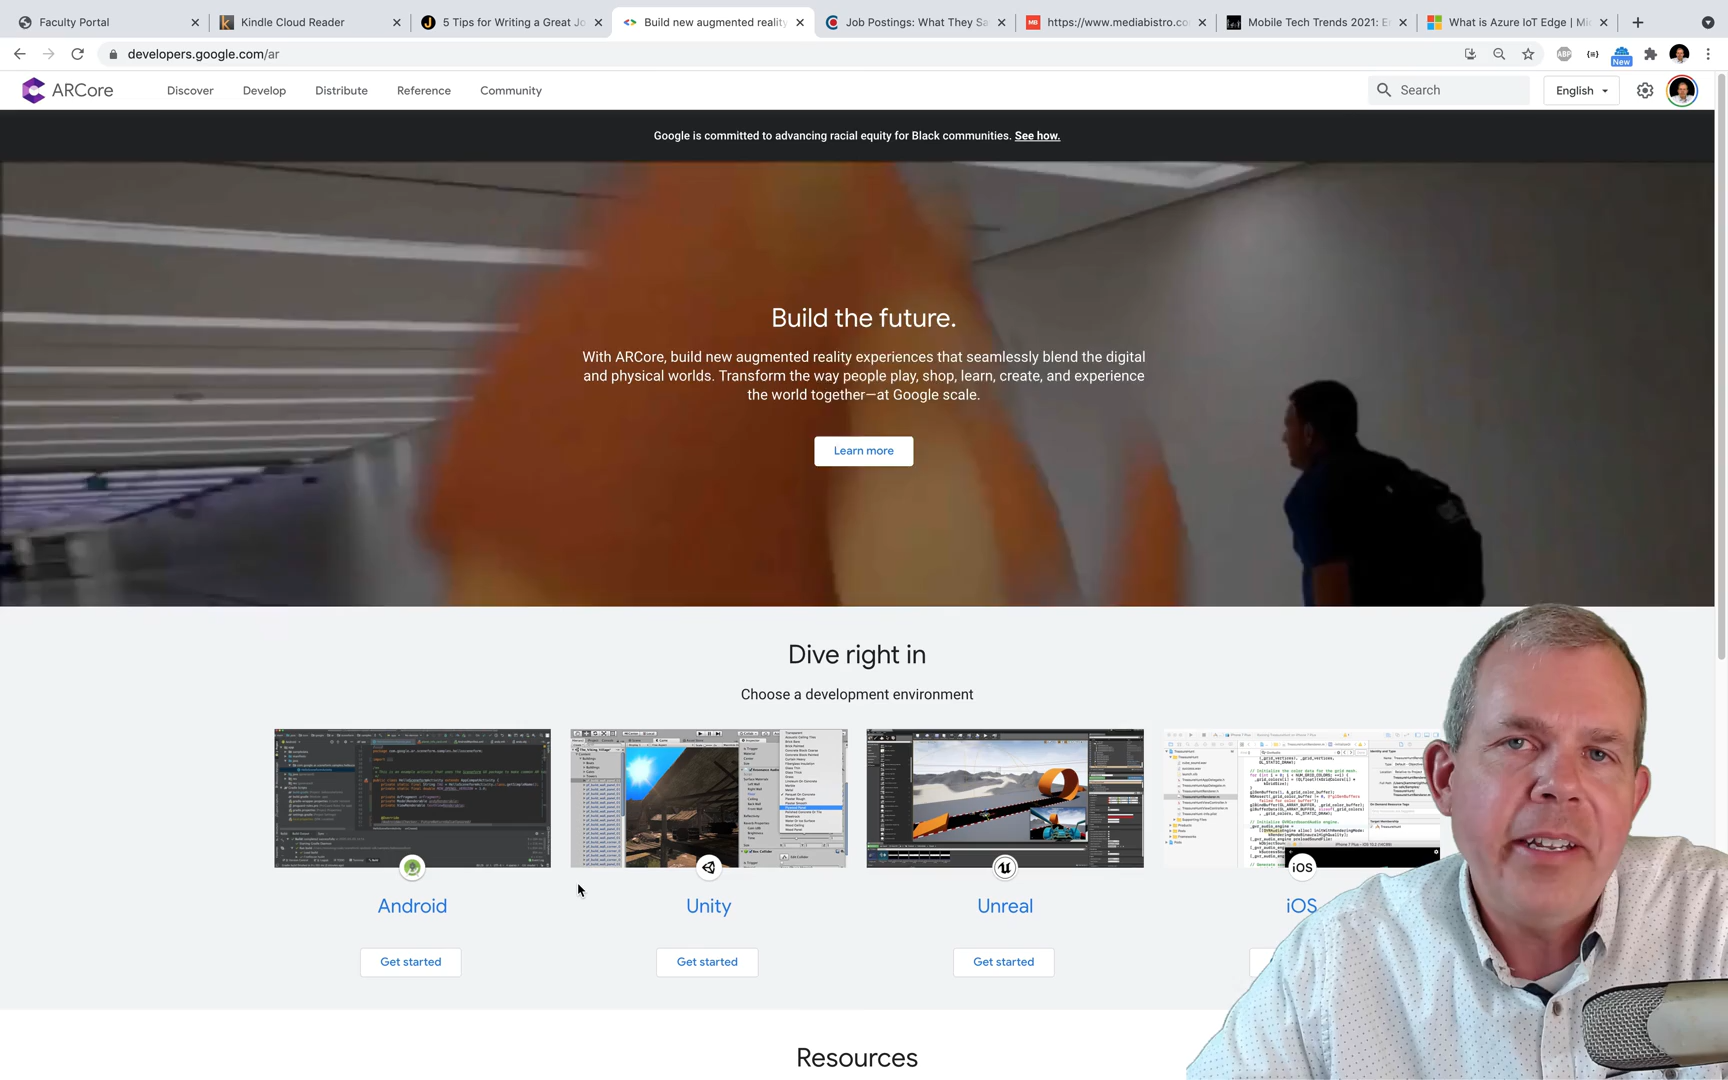 Faculty Portal
Kindle Cloud Reader
5 Tips for Writing a Great Jo
Build new augmented reality
Job Postings: What They Sa
https://www.mediabistro.co
Mobile Tech Trends 2021: E
What is Azure IoT Edge | Mi
developers.google.com/ar
ABP
New
ARCore
Discover
Develop
Distribute
Reference
Community
Search
English
Google is committed to advancing racial equity for Black communities. See how.
Build the future.
With ARCore, build new augmented reality experiences that seamlessly blend the digital
and physical worlds. Transform the way people play, shop, learn, create, and experience
the world together—at Google scale.
Learn more
Dive right in
Choose a development environment
iOS
Android
Unity
Unreal
iOS
Get started
Get started
Get started
Resources